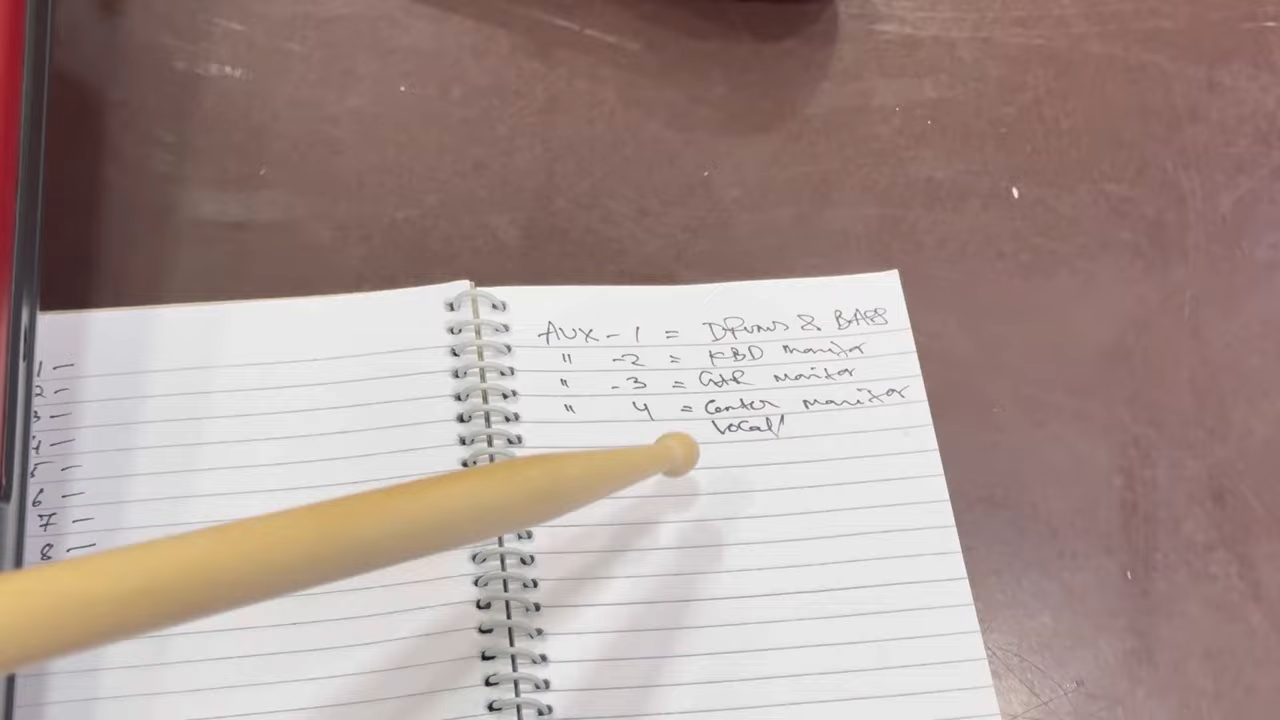 1 -
2 -
3 -
4 -
5 -
6 -
7 -
8 -
AUX - 1 = Drums & BASS
" - 2 = KBD monitor
" - 3 = GTR monitor
" 4 = Center monitor
vocal